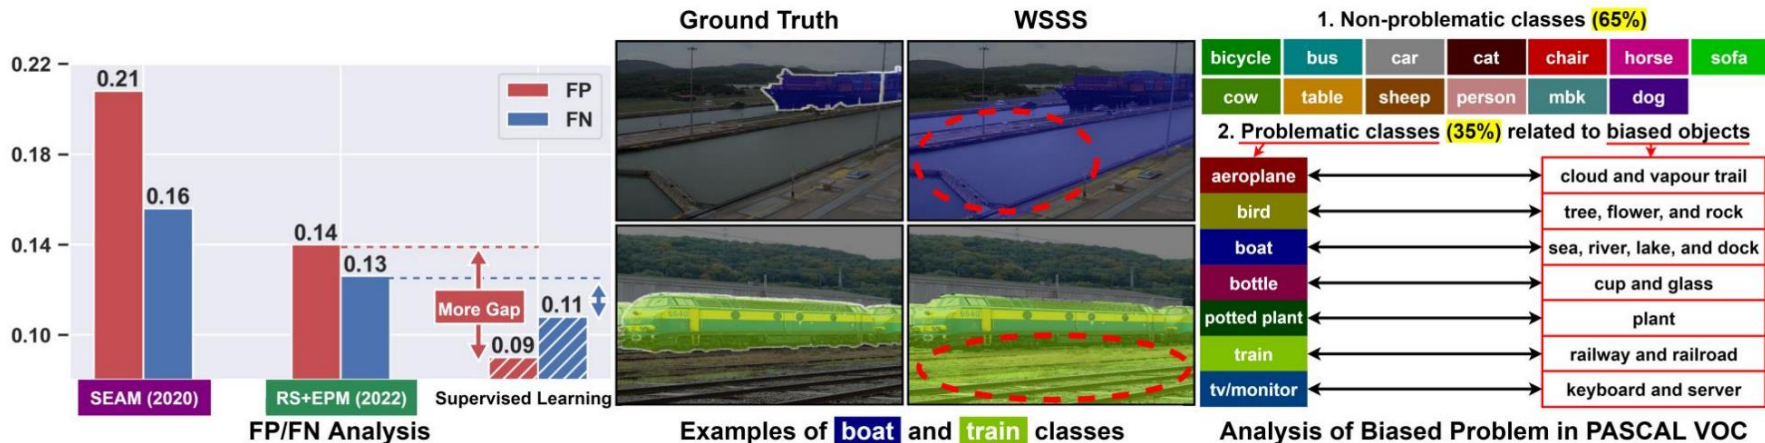 0.22
0.18
0.14
0.10
0.21
0.16
0.14
0.13
0.09
0.11
FP
FN
More Gap
SEAM (2020)
RS+EPM (2022)
Supervised Learning
FP/FN Analysis
Ground Truth
WSSS
Examples of boat and train classes
1. Non-problematic classes (65%)
bicycle bus car cat chair horse sofa
cow table sheep person mbk dog
2. Problematic classes (35%) related to biased objects
aeroplane cloud and vapour trail
bird tree, flower, and rock
boat sea, river, lake, and dock
bottle cup and glass
potted plant plant
train railway and railroad
tv/monitor keyboard and server
Analysis of Biased Problem in PASCAL VOC